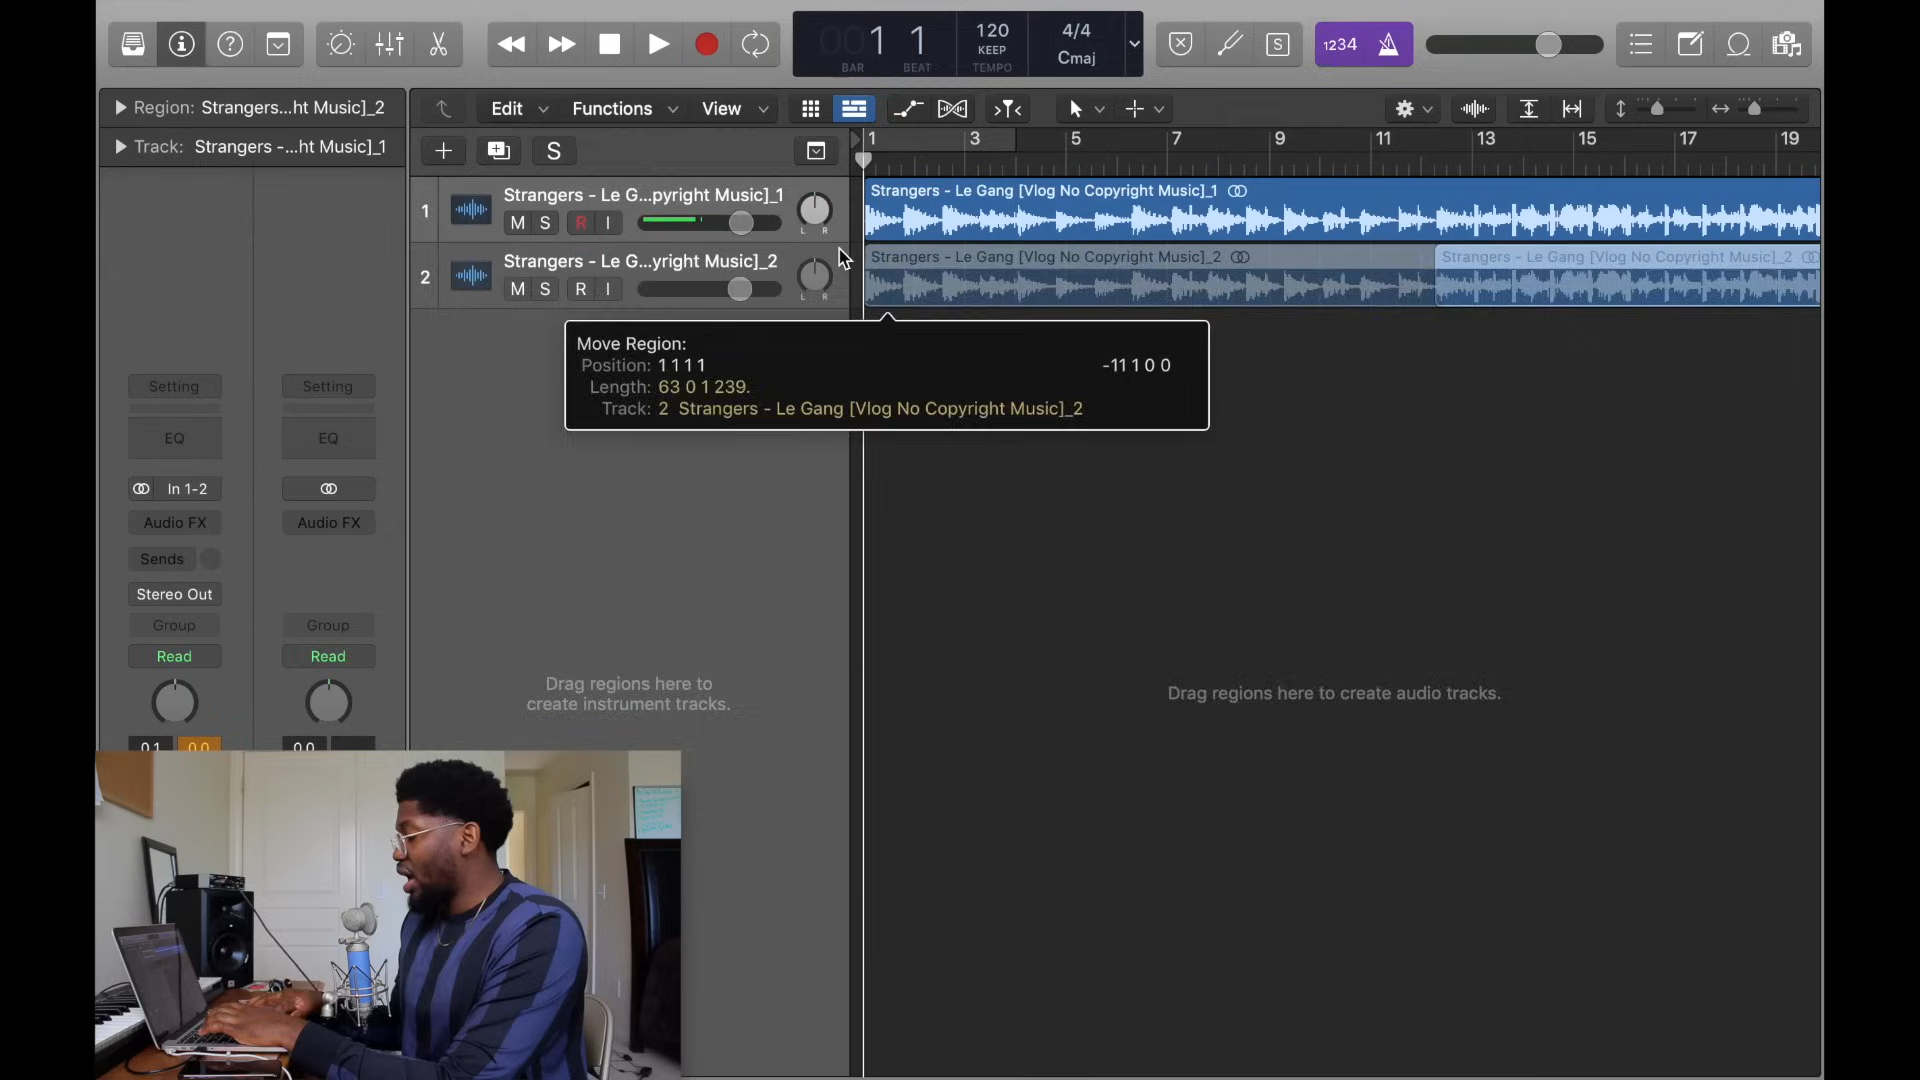 1 1
BAR BEAT
120
KEEP
TEMPO
4/4
Cmaj
S
1234
Region: Strangers...ht Music]_2
Track: Strangers -...ht Music]_1
Edit
Functions
View
S
1 3 5 7 9 11 13 15 17 19
1
Strangers - Le G...pyright Music]_1
M S R I
L R
Strangers - Le Gang [Vlog No Copyright Music]_1
2
Strangers - Le G...yright Music]_2
M S R I
L R
Strangers - Le Gang [Vlog No Copyright Music]_2
Strangers - Le Gang [Vlog No Copyright Music]_2
Move Region:
Position: 1 1 1 1 -11 1 0 0
Length: 63 0 1 239.
Track: 2 Strangers - Le Gang [Vlog No Copyright Music]_2
Setting Setting
EQ EQ
In 1-2
Audio FX Audio FX
Sends
Stereo Out
Group Group
Read Read
0.1 0.0 0.0
Drag regions here to
create instrument tracks.
Drag regions here to create audio tracks.